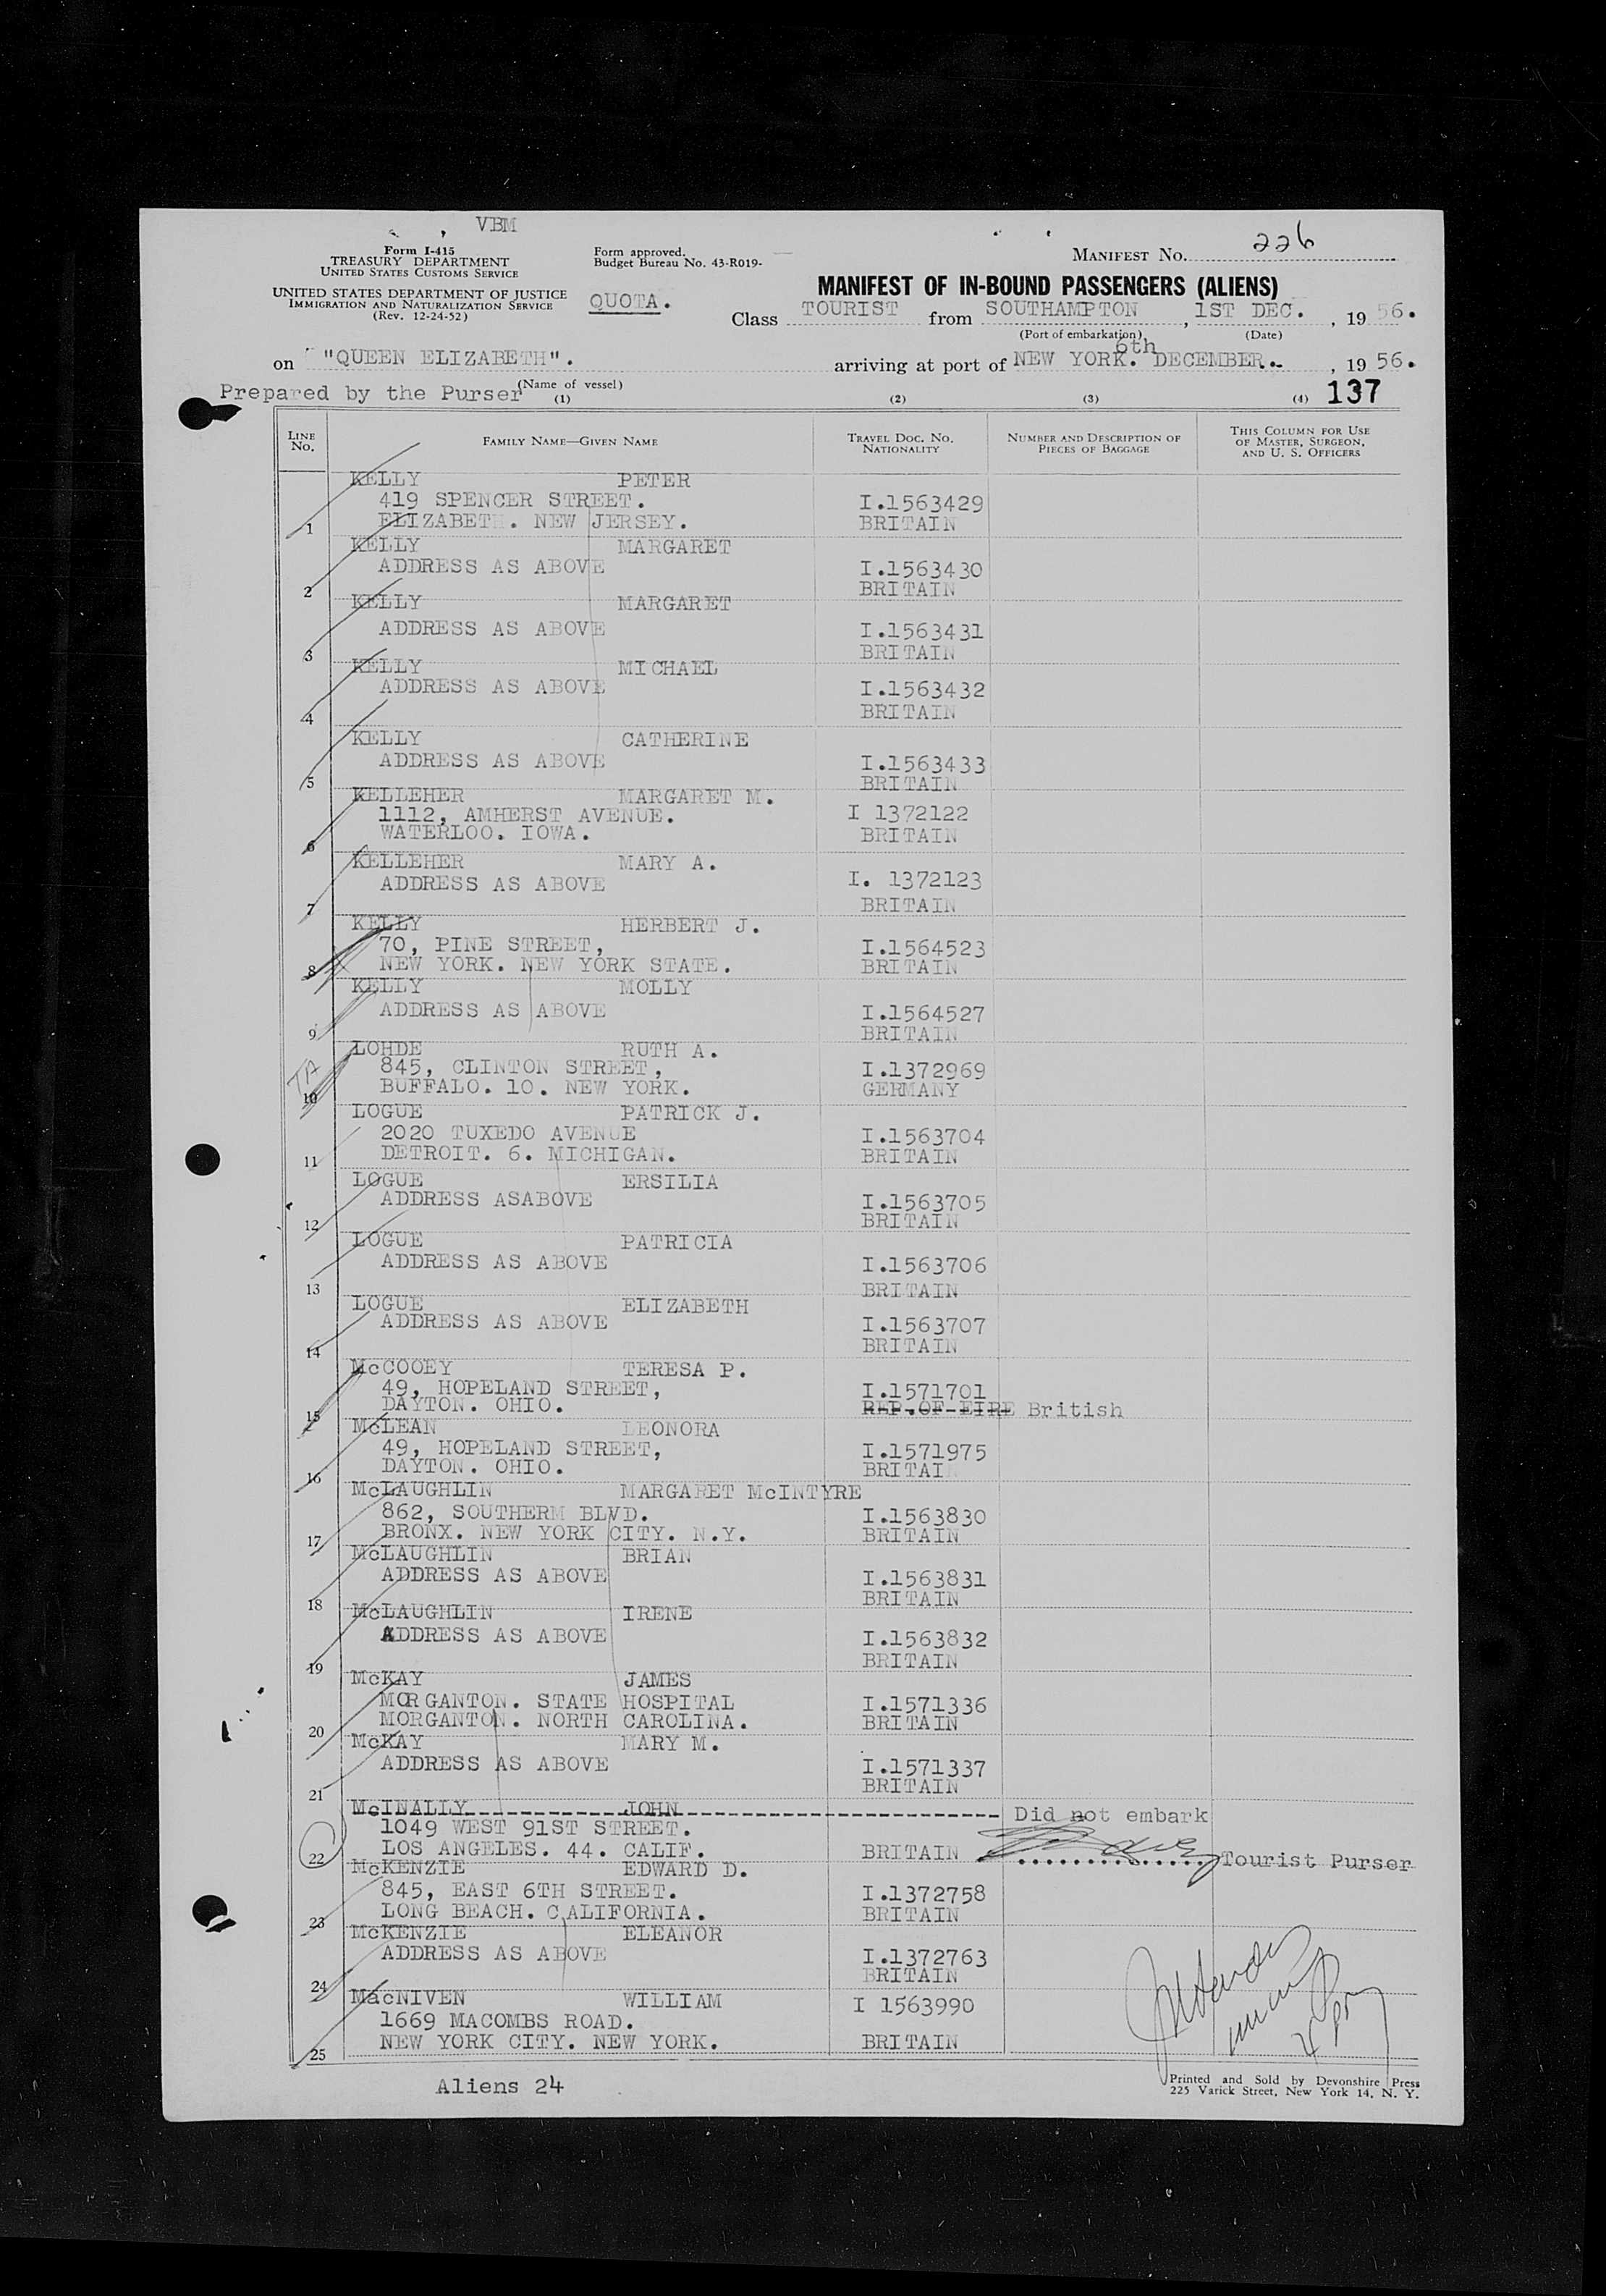 VBM
Form I-415
TREASURY DEPARTMENT
UNITED STATES CUSTOMS SERVICE
UNITED STATES DEPARTMENT OF JUSTICE
IMMIGRATION AND NATURALIZATION SERVICE
(Rev. 12-24-52)
Form approved.
Budget Bureau No. 43-R019-
QUOTA.
MANIFEST No. 226
MANIFEST OF IN-BOUND PASSENGERS (ALIENS)
Class TOURIST from SOUTHAMPTON , 1ST DEC. , 19 56.
(Port of embarkation) (Date)
on "QUEEN ELIZABETH". arriving at port of NEW YORK. 6th DECEMBER. , 19 56.
Prepared by the Purser (Name of vessel)
(1) (2) (3) (4) 137
LINE No. FAMILY NAME—GIVEN NAME TRAVEL DOC. NO. NATIONALITY NUMBER AND DESCRIPTION OF PIECES OF BAGGAGE THIS COLUMN FOR USE OF MASTER, SURGEON, AND U. S. OFFICERS
KELLY PETER
419 SPENCER STREET. I.1563429
1 ELIZABETH. NEW JERSEY. BRITAIN
KELLY MARGARET
ADDRESS AS ABOVE I.1563430
2 BRITAIN
KELLY MARGARET
ADDRESS AS ABOVE I.1563431
3 BRITAIN
KELLY MICHAEL
ADDRESS AS ABOVE I.1563432
4 BRITAIN
KELLY CATHERINE
ADDRESS AS ABOVE I.1563433
5 BRITAIN
KELLEHER MARGARET M.
1112, AMHERST AVENUE. I 1372122
6 WATERLOO. IOWA. BRITAIN
KELLEHER MARY A.
ADDRESS AS ABOVE I. 1372123
7 BRITAIN
KELLY HERBERT J.
70, PINE STREET, I.1564523
8 NEW YORK. NEW YORK STATE. BRITAIN
KELLY MOLLY
ADDRESS AS ABOVE I.1564527
9 BRITAIN
LOHDE RUTH A.
TA 845, CLINTON STREET, I.1372969
10 BUFFALO. 10. NEW YORK. GERMANY
LOGUE PATRICK J.
2020 TUXEDO AVENUE I.1563704
11 DETROIT. 6. MICHIGAN. BRITAIN
LOGUE ERSILIA
ADDRESS ASABOVE I.1563705
12 BRITAIN
LOGUE PATRICIA
ADDRESS AS ABOVE I.1563706
13 BRITAIN
LOGUE ELIZABETH
ADDRESS AS ABOVE I.1563707
14 BRITAIN
McCOOEY TERESA P.
49, HOPELAND STREET, I.1571701
15 DAYTON. OHIO. REP.OF EIRE British
McLEAN LEONORA
49, HOPELAND STREET, I.1571975
16 DAYTON. OHIO. BRITAI
McLAUGHLIN MARGARET McINTYRE
862, SOUTHERM BLVD. I.1563830
17 BRONX. NEW YORK CITY. N.Y. BRITAIN
McLAUGHLIN BRIAN
ADDRESS AS ABOVE I.1563831
18 BRITAIN
McLAUGHLIN IRENE
ADDRESS AS ABOVE I.1563832
19 BRITAIN
McKAY JAMES
MORGANTON. STATE HOSPITAL I.1571336
20 MORGANTON. NORTH CAROLINA. BRITAIN
McKAY MARY M.
ADDRESS AS ABOVE I.1571337
21 BRITAIN
McINALLY JOHN Did not embark
1049 WEST 91ST STREET.
22 LOS ANGELES. 44. CALIF. BRITAIN Tourist Purser
McKENZIE EDWARD D.
845, EAST 6TH STREET. I.1372758
23 LONG BEACH. CALIFORNIA. BRITAIN
McKENZIE ELEANOR
ADDRESS AS ABOVE I.1372763
24 BRITAIN
MacNIVEN WILLIAM I 1563990
1669 MACOMBS ROAD.
25 NEW YORK CITY. NEW YORK. BRITAIN
Aliens 24
Printed and Sold by Devonshire Press
225 Varick Street, New York 14, N. Y.